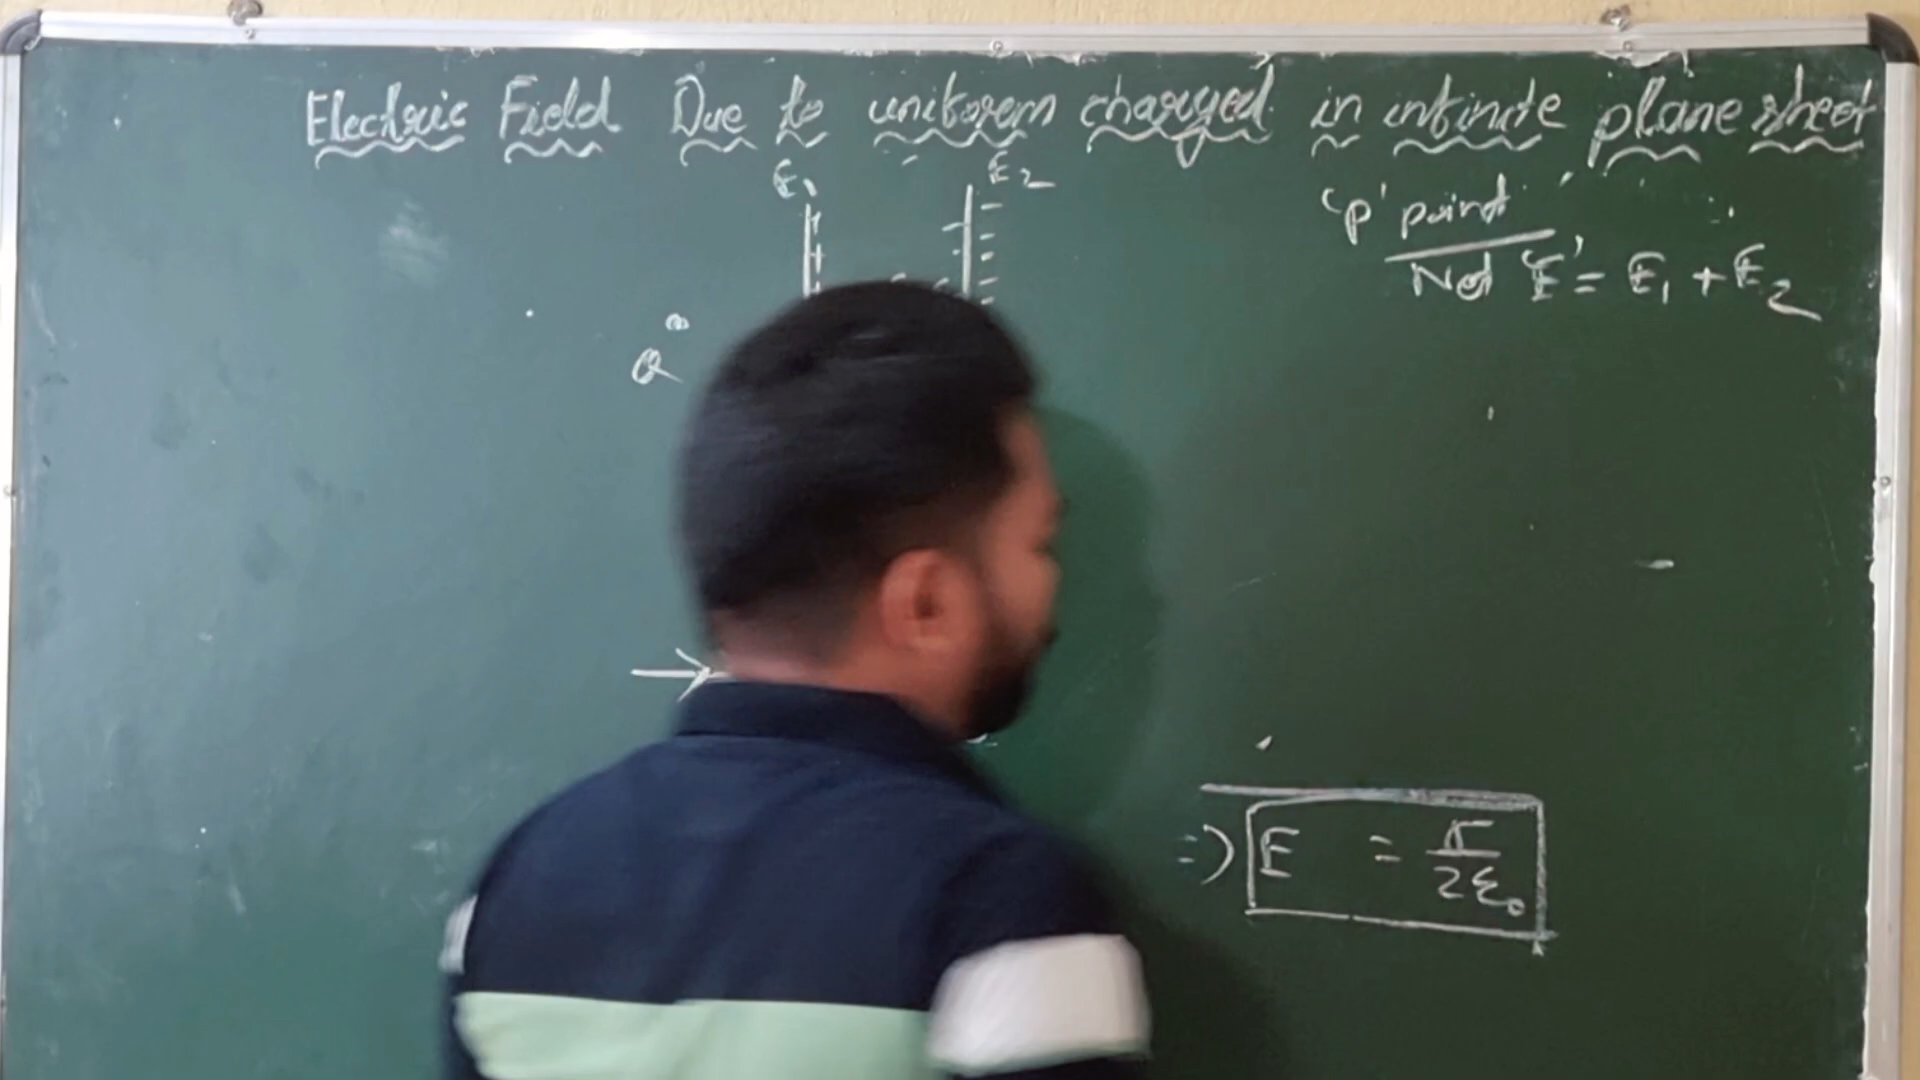 Electric Field Due to uniform charged in infinite plane sheet
E1 E2
'p' point
Net 'E' = E1 + E2
Q
=) E = σ/2ε0